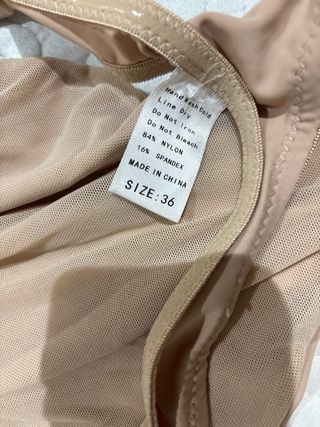 Hand Wash Cold
Line Dry
Do Not Iron
Do Not Bleach
84% NYLON
16% SPANDEX
MADE IN CHINA
SIZE:36